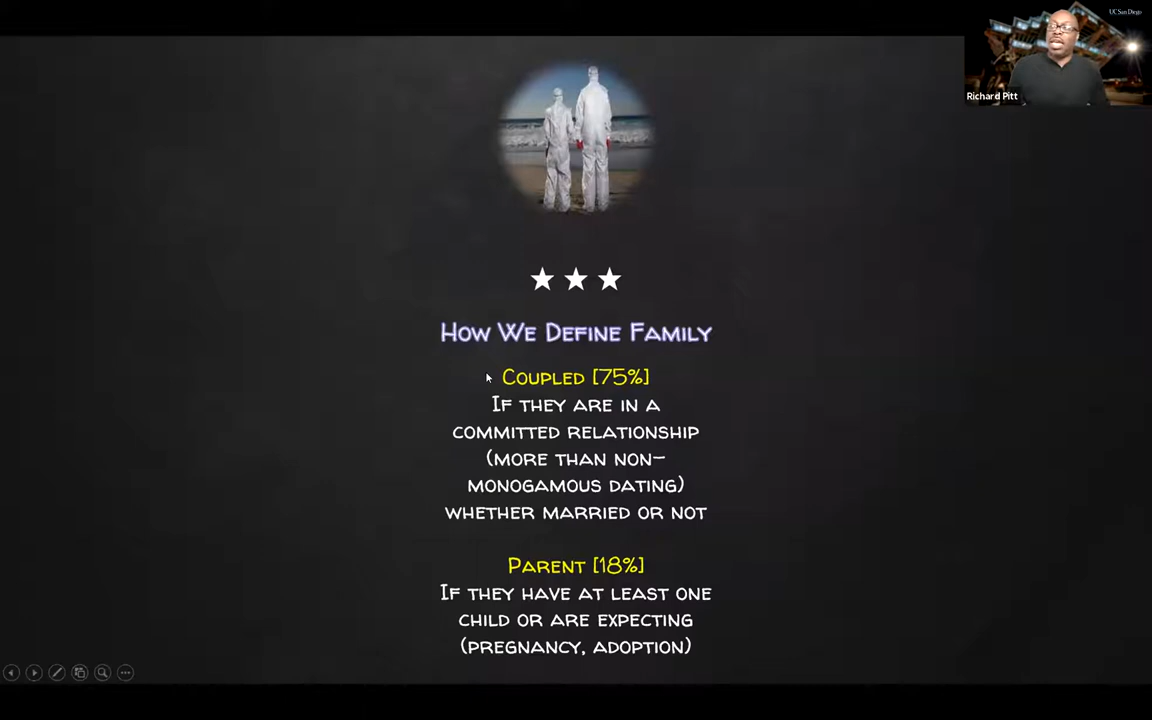 UC San Diego
Richard Pitt
How We Define Family
Coupled [75%]
If they are in a
committed relationship
(more than non-
monogamous dating)
whether married or not
Parent [18%]
If they have at least one
child or are expecting
(pregnancy, adoption)